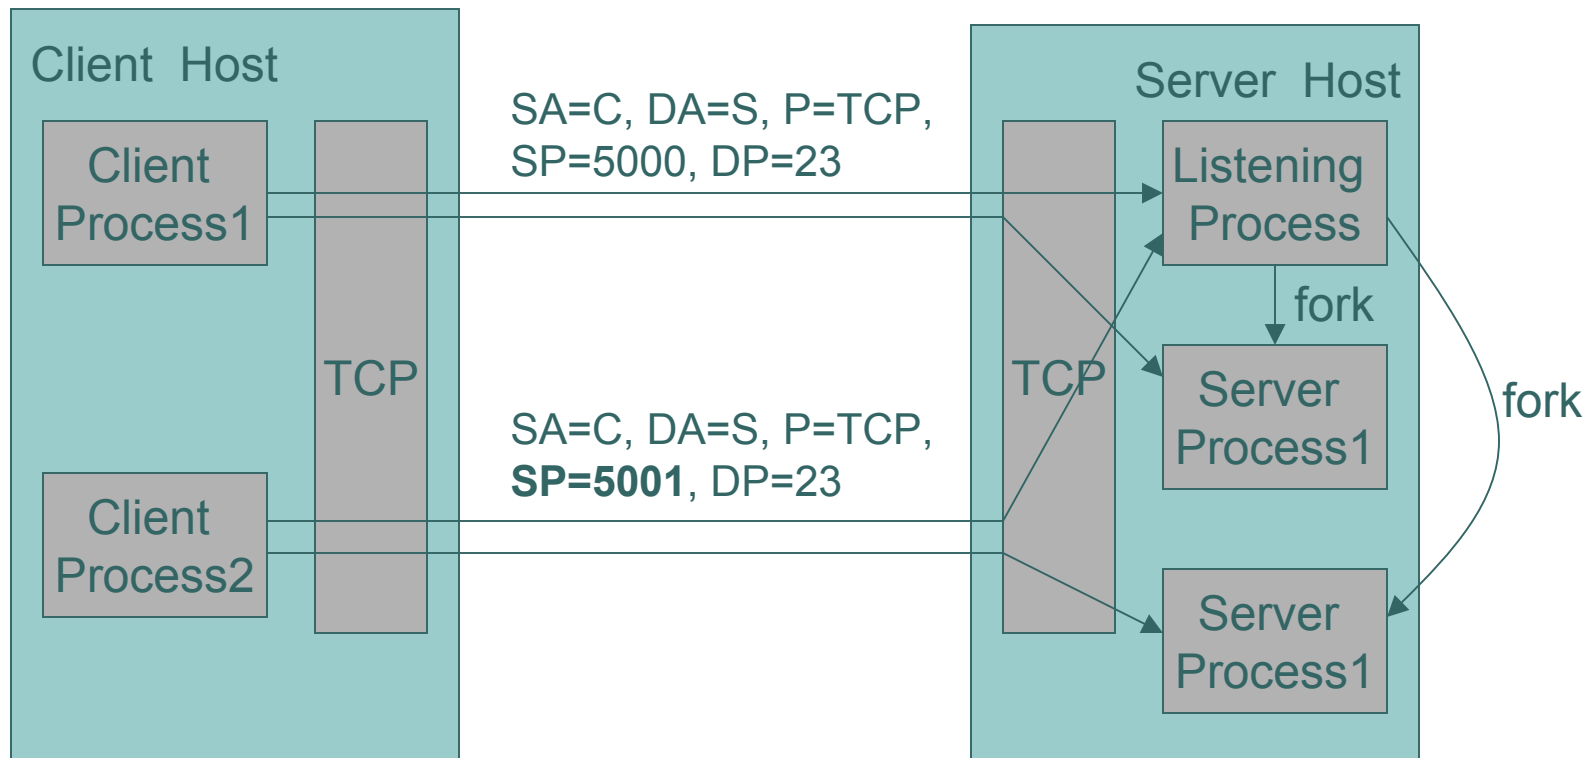 Client Host
Client
Process1
TCP
Client
Process2
SA=C, DA=S, P=TCP,
SP=5000, DP=23
SA=C, DA=S, P=TCP,
SP=5001, DP=23
Server Host
TCP
Listening
Process
fork
Server
Process1
fork
Server
Process1